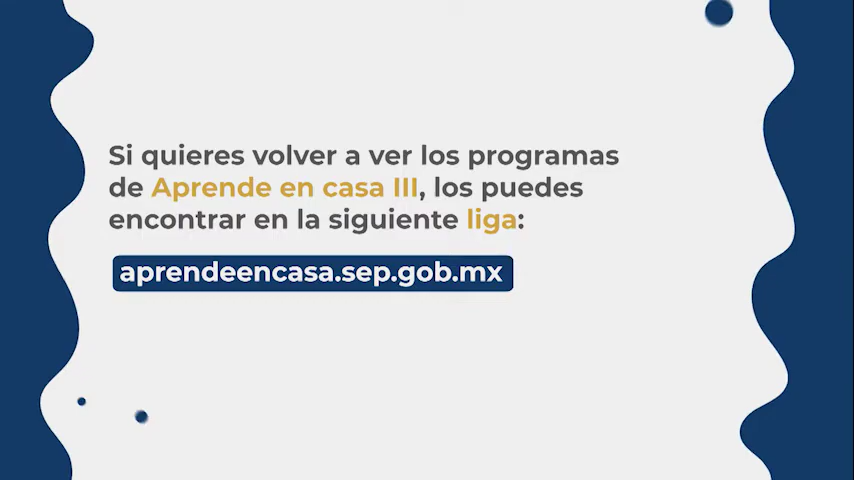 Si quieres volver a ver los programas
de Aprende en casa III, los puedes
encontrar en la siguiente liga:
aprendeencasa.sep.gob.mx